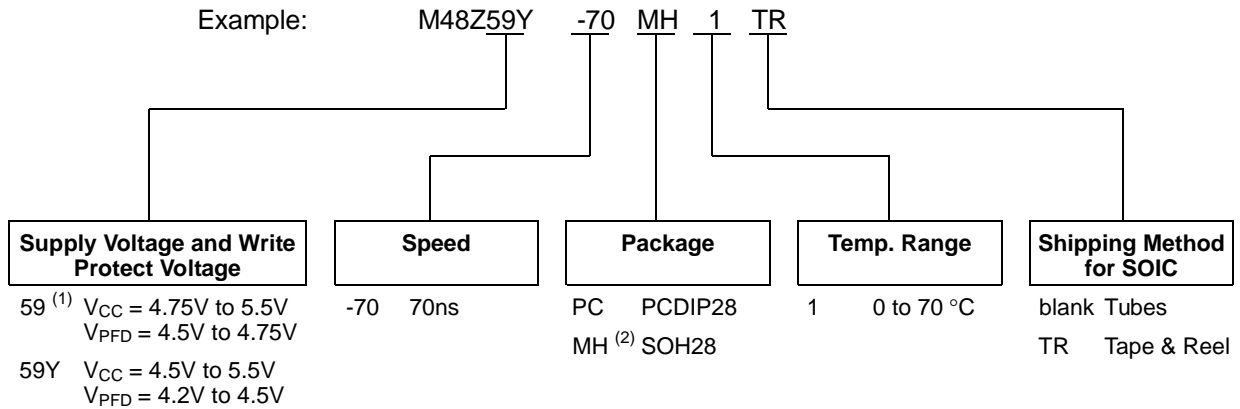 Example: M48Z59Y -70 MH 1 TR
Supply Voltage and Write
Protect Voltage
59 (1) VCC = 4.75V to 5.5V
VPFD = 4.5V to 4.75V
59Y VCC = 4.5V to 5.5V
VPFD = 4.2V to 4.5V
Speed
-70 70ns
Package
PC PCDIP28
MH (2) SOH28
Temp. Range
1 0 to 70 °C
Shipping Method
for SOIC
blank Tubes
TR Tape & Reel